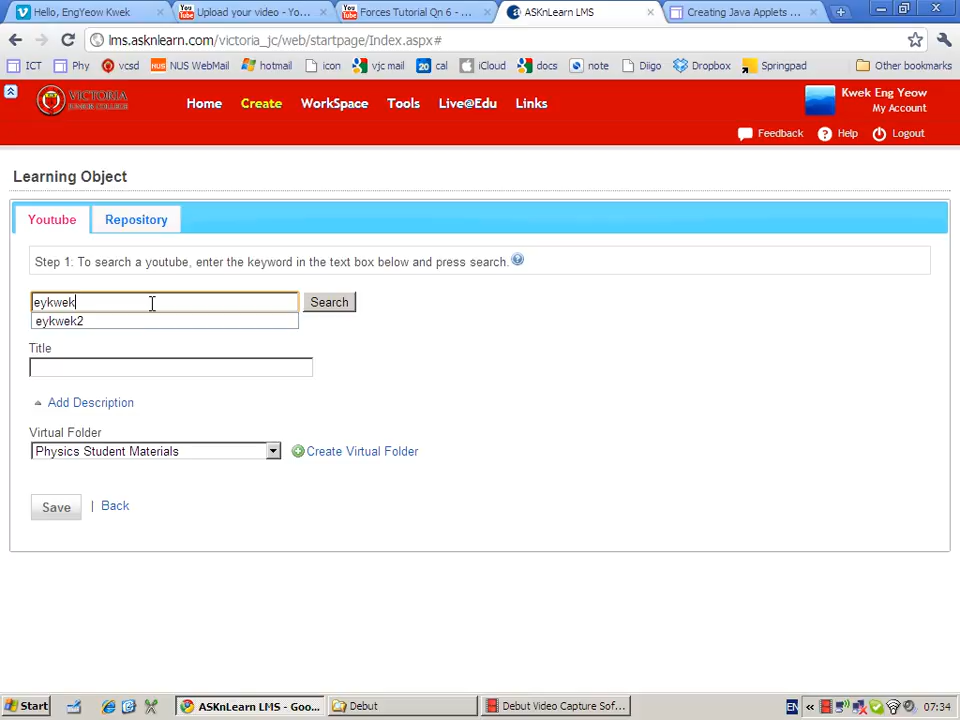 Hello, EngYeow Kwek
Upload your video - Yo...
Forces Tutorial Qn 6 - ...
ASKnLearn LMS
Creating Java Applets ...
lms.asknlearn.com/victoria_jc/web/startpage/Index.aspx#
ICT Phy vcsd NUS WebMail hotmail icon vjc mail cal iCloud docs note Diigo Dropbox Springpad Other bookmarks
VICTORIA
JUNIOR COLLEGE
Home Create WorkSpace Tools Live@Edu Links
Kwek Eng Yeow
My Account
Feedback Help Logout
Learning Object
Youtube Repository
Step 1: To search a youtube, enter the keyword in the text box below and press search.
eykwek Search
eykwek2
Title
Add Description
Virtual Folder
Physics Student Materials Create Virtual Folder
Save | Back
Start ASKnLearn LMS - Goo... Debut Debut Video Capture Sof... EN 07:34